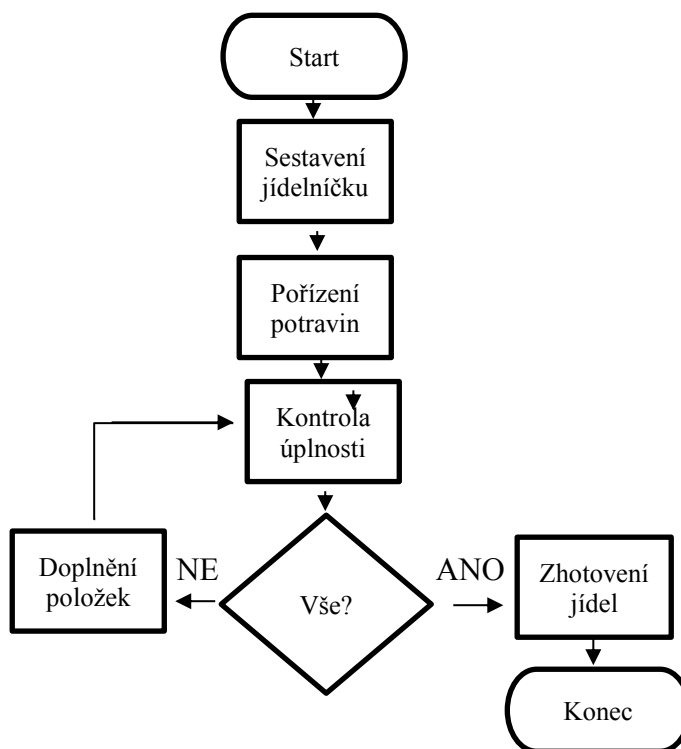 Start
Sestavení
jídelníčku
Pořízení
potravin
Kontrola
úplnosti
Doplnění
položek
NE
Vše?
ANO
Zhotovení
jídel
Konec